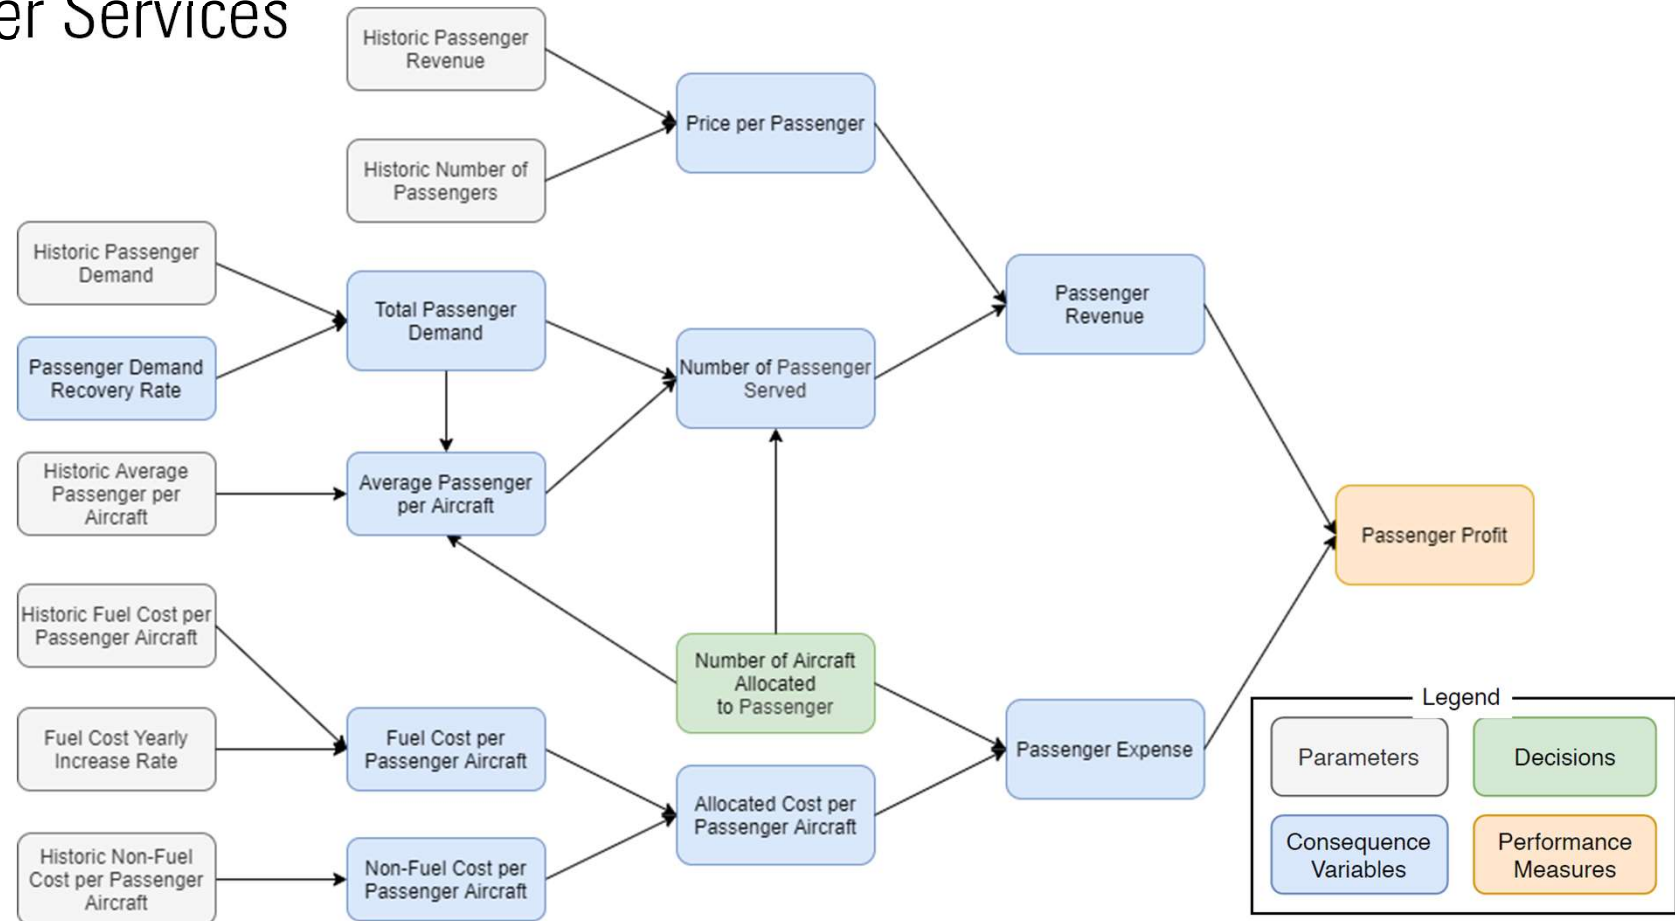 er Services
Historic Passenger
Revenue
Historic Number of
Passengers
Price per Passenger
Historic Passenger
Demand
Passenger Demand
Recovery Rate
Total Passenger
Demand
Number of Passenger
Served
Passenger
Revenue
Historic Average
Passenger per
Aircraft
Average Passenger
per Aircraft
Passenger Profit
Historic Fuel Cost per
Passenger Aircraft
Number of Aircraft
Allocated
to Passenger
Fuel Cost Yearly
Increase Rate
Fuel Cost per
Passenger Aircraft
Passenger Expense
Allocated Cost per
Passenger Aircraft
Historic Non-Fuel
Cost per Passenger
Aircraft
Non-Fuel Cost per
Passenger Aircraft
Legend
Parameters
Decisions
Consequence
Variables
Performance
Measures